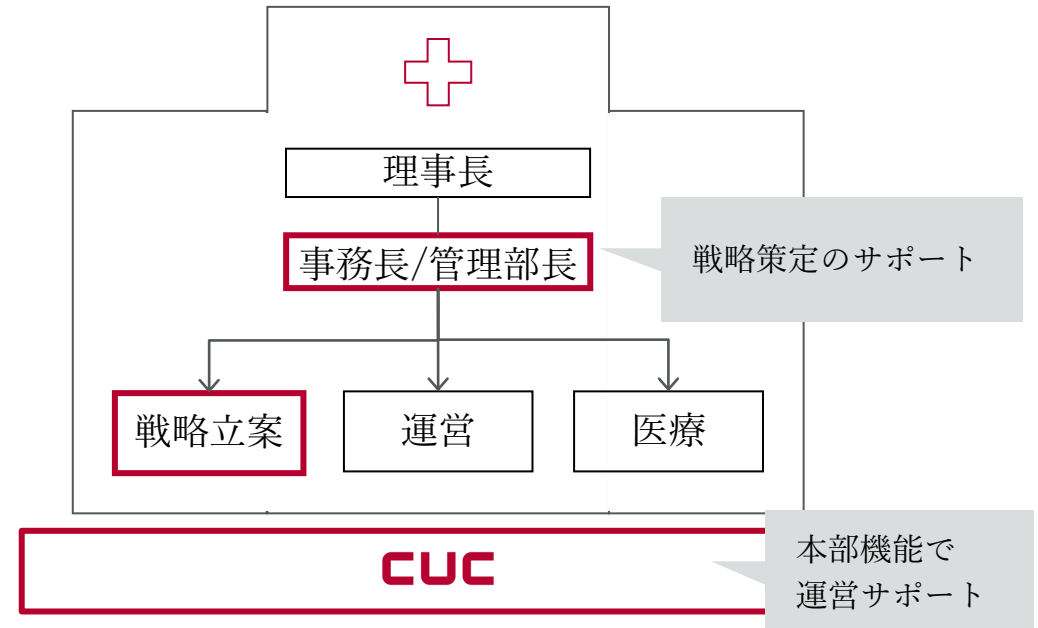 理事長
事務長/管理部長
戦略策定のサポート
戦略立案
運営
医療
CUC
本部機能で
運営サポート